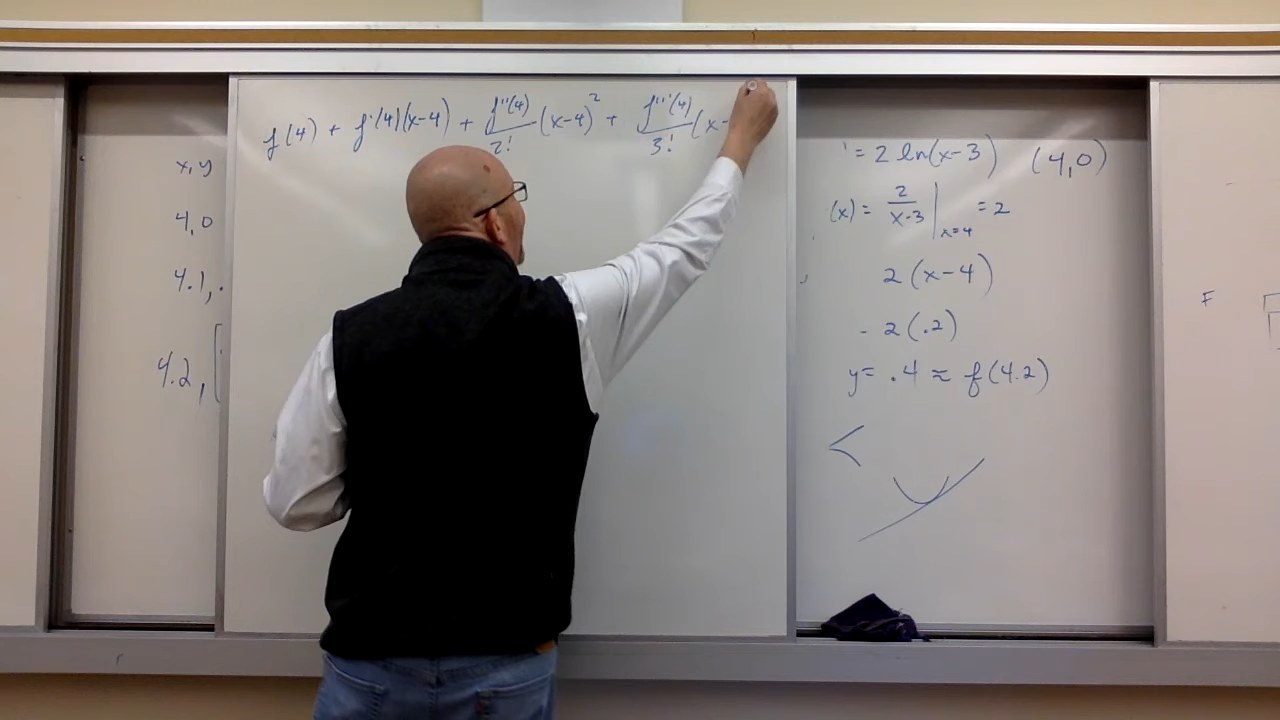 f(4) + f'(4)(x-4) + f''(4)/2! (x-4)^2 + f'''(4)/3! (x-
x, y
4, 0
4.1, .
4.2, [
' = 2 ln(x-3) (4,0)
(x) = 2/(x-3) | x=4 = 2
2(x-4)
- 2(.2)
y= .4 ≈ f(4.2)
F